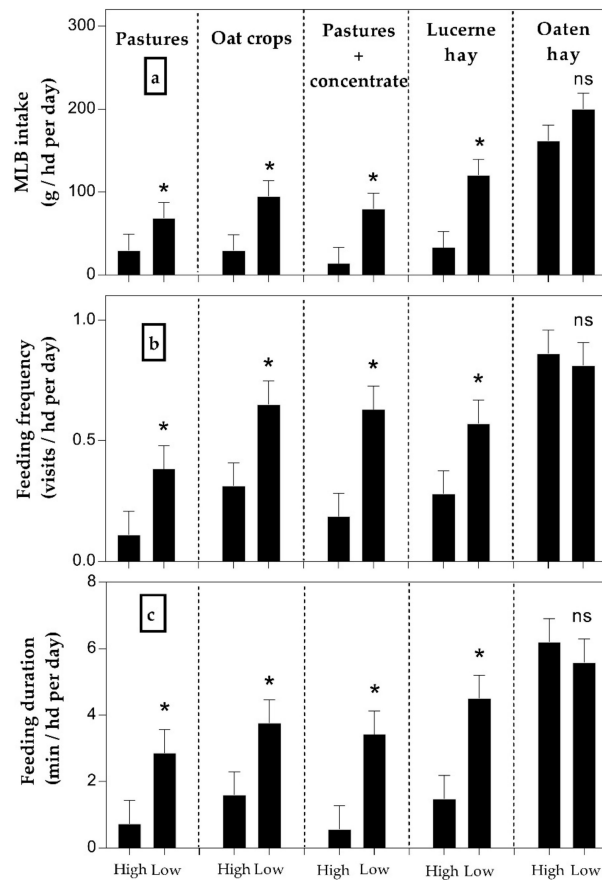 Pastures
Oat crops
Pastures
+
concentrate
Lucerne
hay
Oaten
hay
a
MLB intake
(g / hd per day)
300
200
100
0
*
*
*
*
ns
b
Feeding frequency
(visits / hd per day)
1.0
0.5
0.0
*
*
*
*
ns
c
Feeding duration
(min / hd per day)
8
6
4
2
0
*
*
*
*
ns
High Low High Low High Low High Low High Low